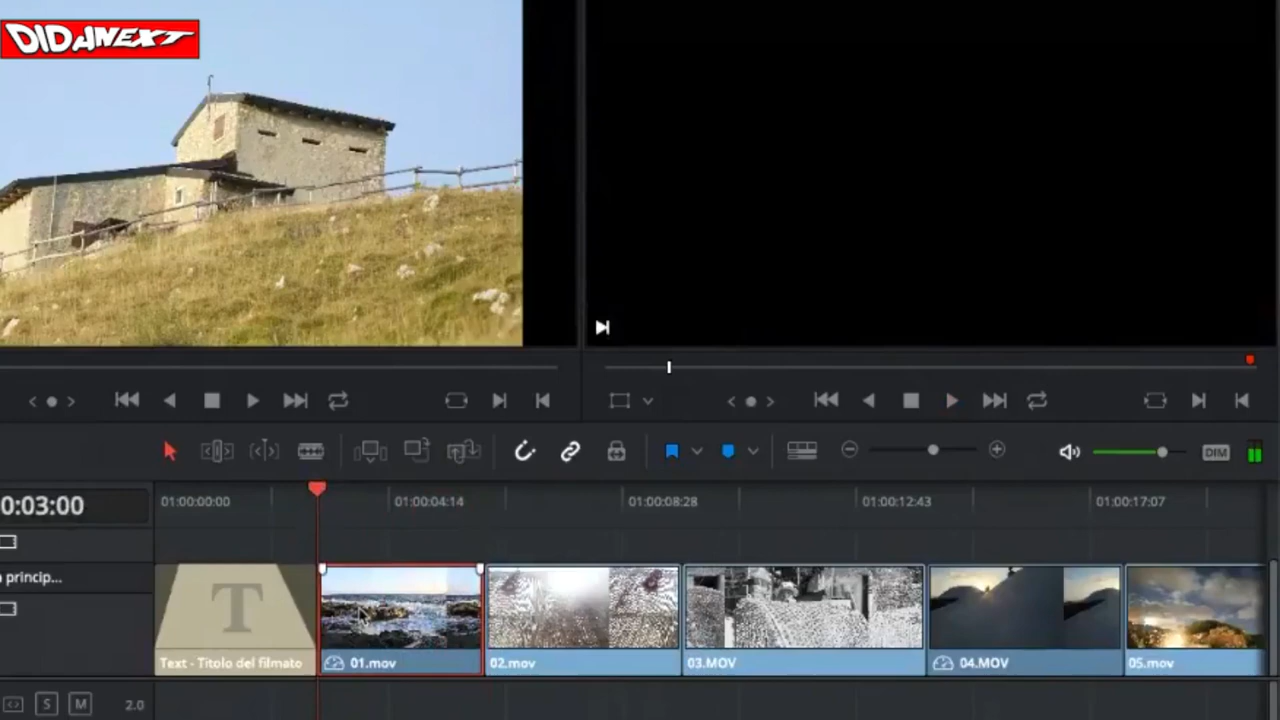 DIDANEXT
DIM
0:03:00
01:00:00:00
01:00:04:14
01:00:08:28
01:00:12:43
01:00:17:07
princip...
T
Text - Titolo del filmato
01.mov
02.mov
03.MOV
04.MOV
05.mov
S
M
2.0